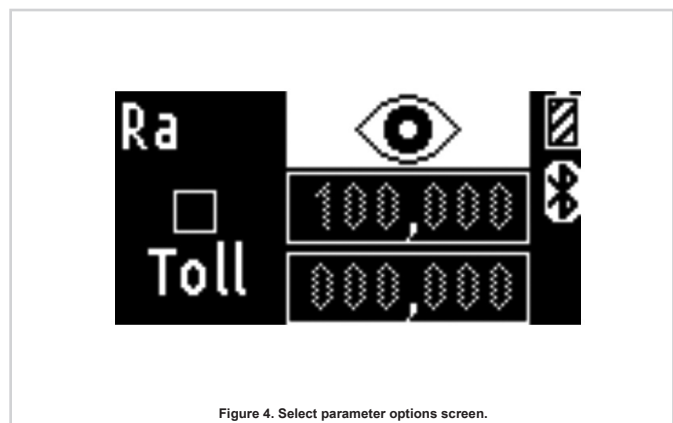 Ra
100,000
Toll
000,000
Figure 4. Select parameter options screen.